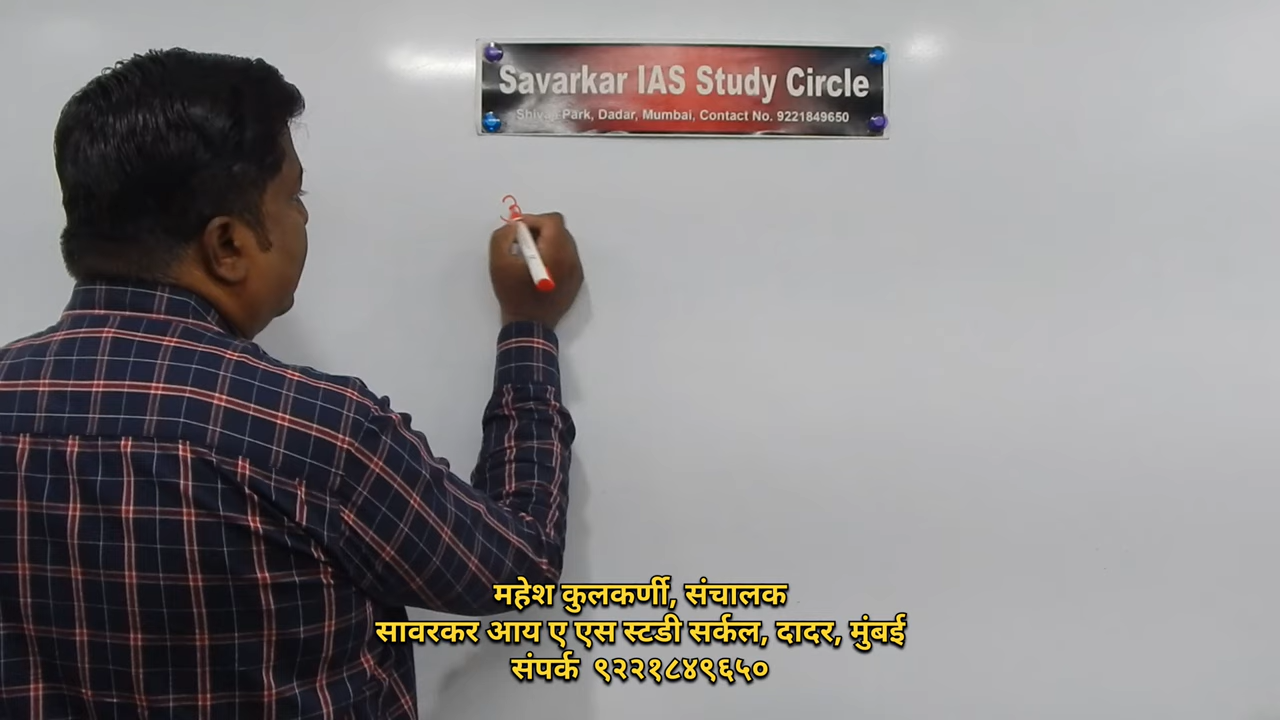 Savarkar IAS Study Circle
Shivaji Park, Dadar, Mumbai, Contact No. 9221849650
महेश कुलकर्णी, संचालक
सावरकर आय ए एस स्टडी सर्कल, दादर, मुंबई
संपर्क ९२२१८४९६५०